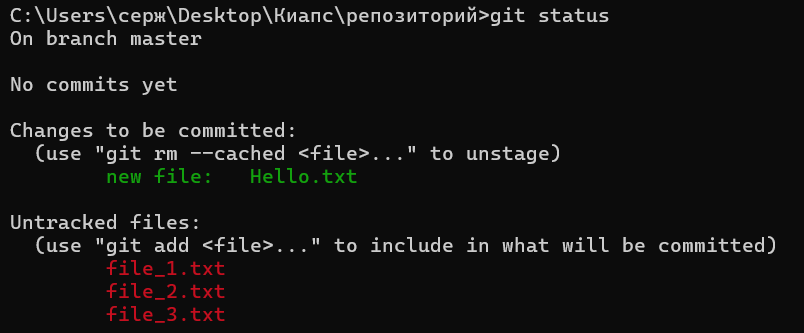 C:\Users\серж\Desktop\Киапс\репозиторий>git status
On branch master
No commits yet
Changes to be committed:
(use "git rm --cached <file>..." to unstage)
new file: Hello.txt
Untracked files:
(use "git add <file>..." to include in what will be committed)
file_1.txt
file_2.txt
file_3.txt